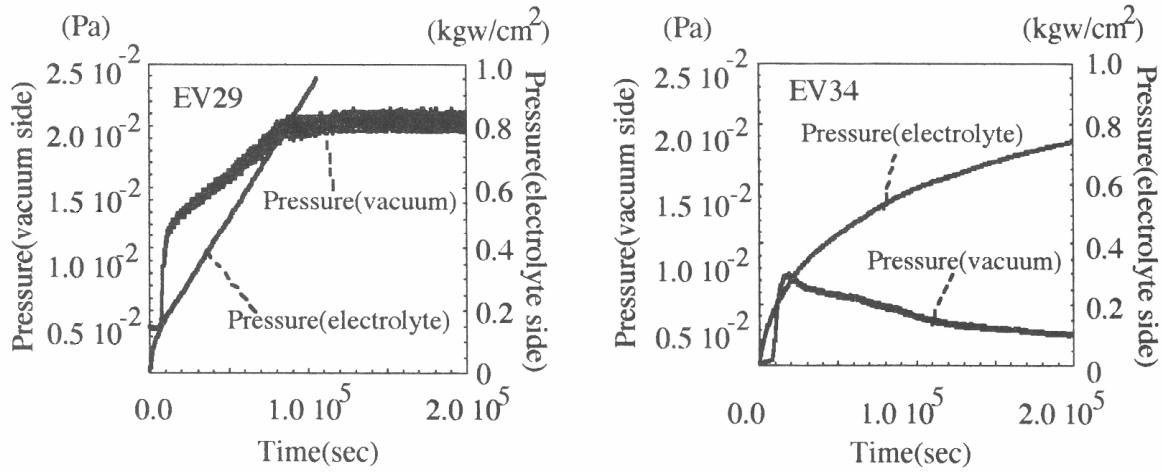 (Pa)
(kgw/cm²)
Pressure(vacuum side)
2.5 10⁻²
2.0 10⁻²
1.5 10⁻²
1.0 10⁻²
0.5 10⁻²
EV29
Pressure(vacuum)
Pressure(electrolyte)
1.0
0.8
0.6
0.4
0.2
0
Pressure(electrolyte side)
0.0
1.0 10⁵
2.0 10⁵
Time(sec)
(Pa)
(kgw/cm²)
Pressure(vacuum side)
2.5 10⁻²
2.0 10⁻²
1.5 10⁻²
1.0 10⁻²
0.5 10⁻²
EV34
Pressure(electrolyte)
Pressure(vacuum)
1.0
0.8
0.6
0.4
0.2
0
Pressure(electrolyte side)
0.0
1.0 10⁵
2.0 10⁵
Time(sec)